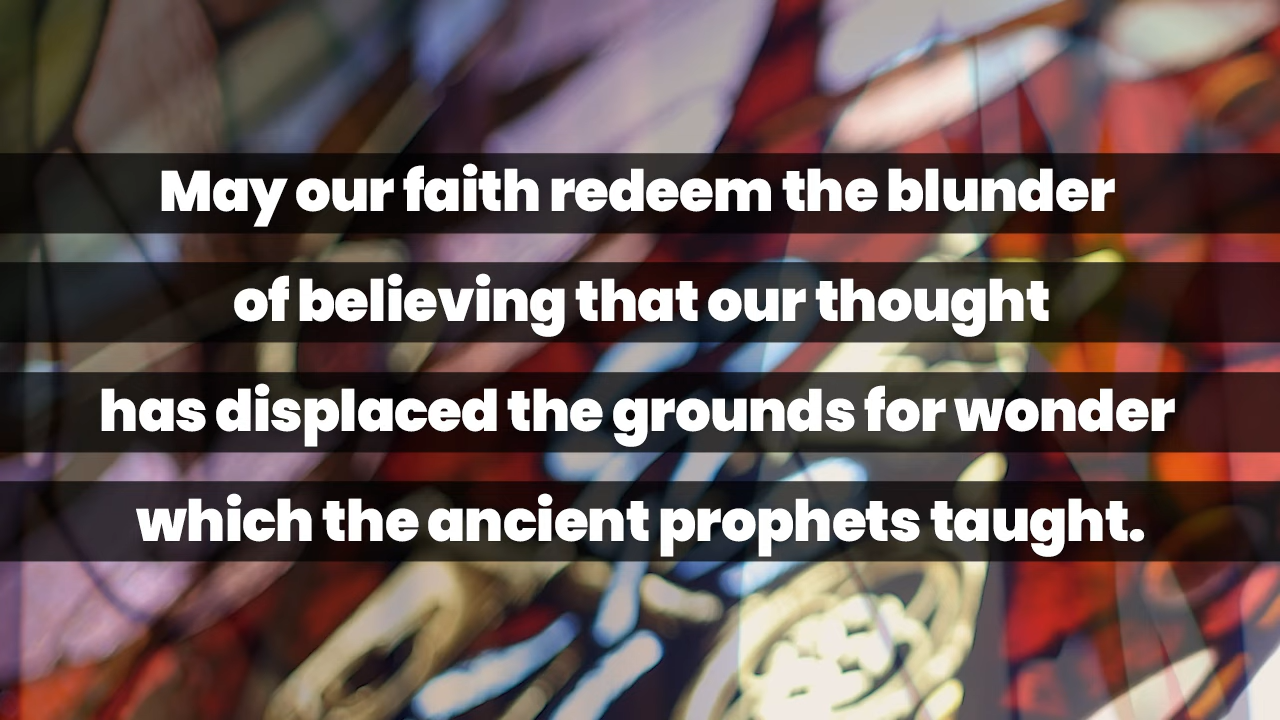 May our faith redeem the blunder
of believing that our thought
has displaced the grounds for wonder
which the ancient prophets taught.